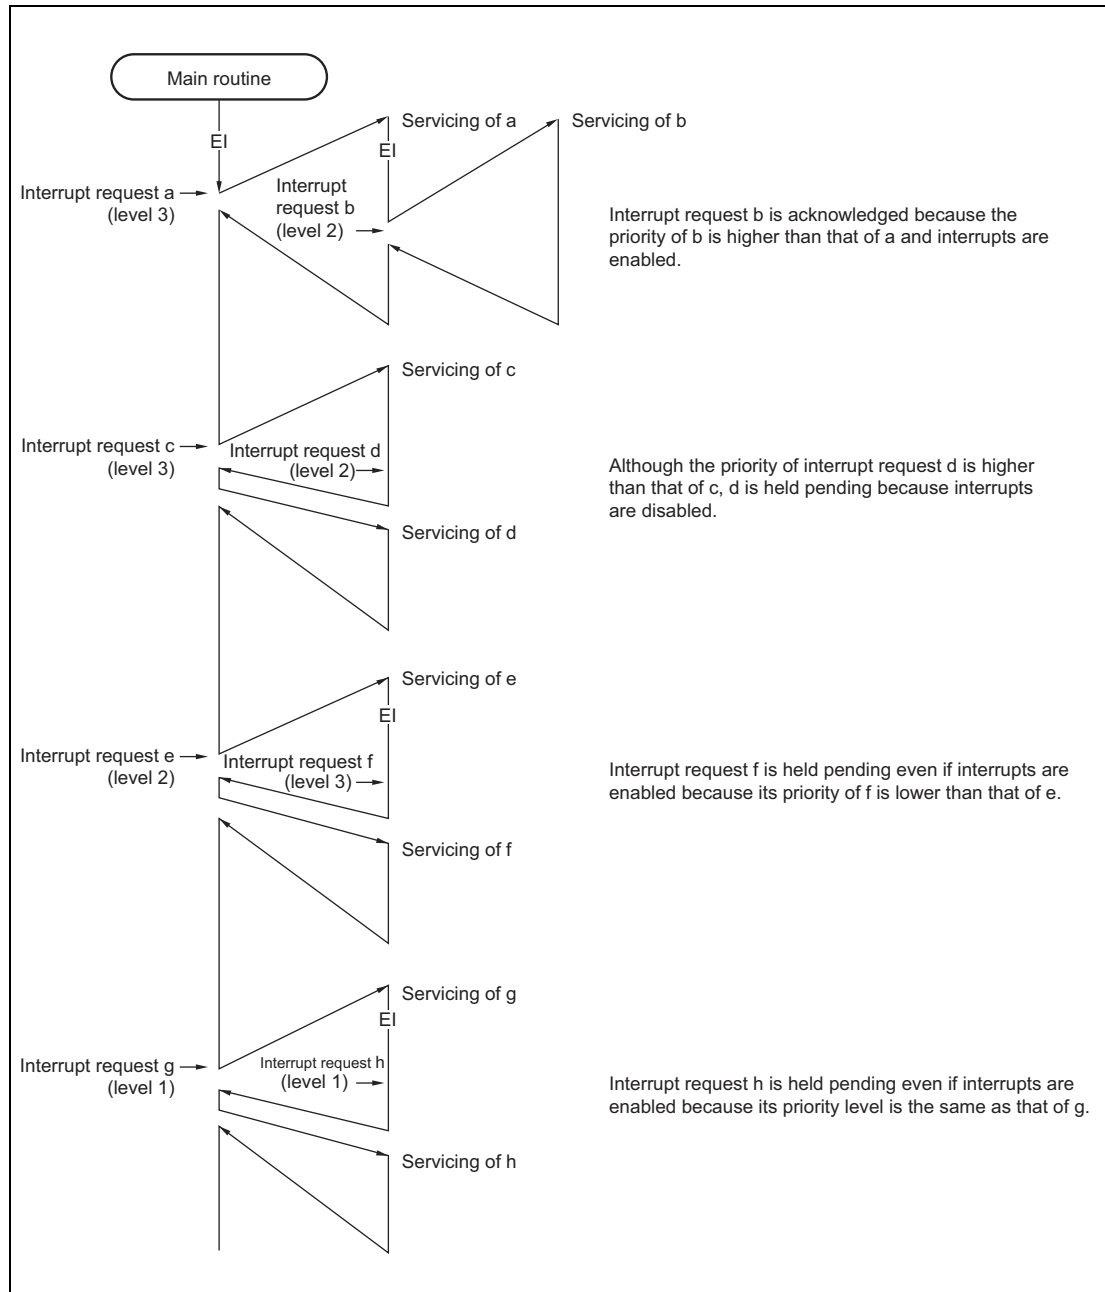 Main routine
EI
Servicing of a
EI
Servicing of b
Interrupt request a
(level 3)
Interrupt
request b
(level 2)
Interrupt request b is acknowledged because the
priority of b is higher than that of a and interrupts are
enabled.
Servicing of c
Interrupt request c
(level 3)
Interrupt request d
(level 2)
Although the priority of interrupt request d is higher
than that of c, d is held pending because interrupts
are disabled.
Servicing of d
Servicing of e
EI
Interrupt request e
(level 2)
Interrupt request f
(level 3)
Interrupt request f is held pending even if interrupts are
enabled because its priority of f is lower than that of e.
Servicing of f
Servicing of g
EI
Interrupt request g
(level 1)
Interrupt request h
(level 1)
Interrupt request h is held pending even if interrupts are
enabled because its priority level is the same as that of g.
Servicing of h